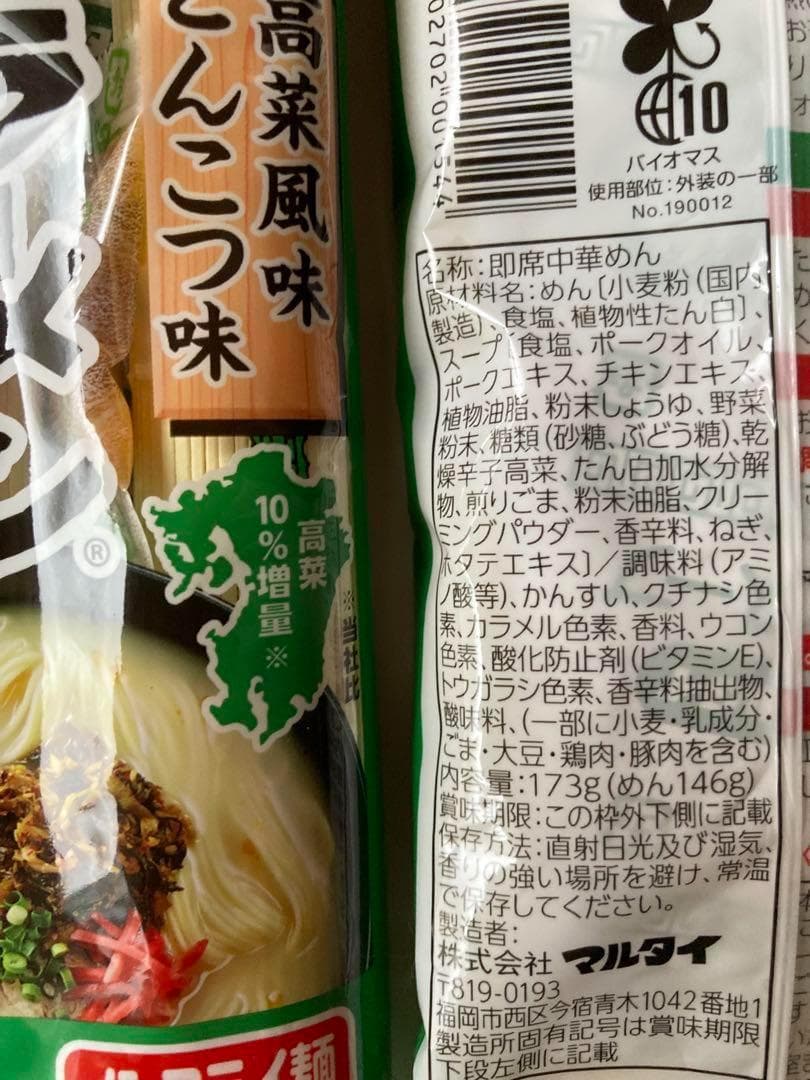 高菜風味
とんこつ味
高菜
10%増量※
※当社比
®
02702 001544
10
バイオマス
使用部位:外装の一部
No.190012
名称:即席中華めん
原材料名:めん〔小麦粉(国内
製造)、食塩、植物性たん白〕、
スープ〔食塩、ポークオイル、
ポークエキス、チキンエキス、
植物油脂、粉末しょうゆ、野菜
粉末、糖類(砂糖、ぶどう糖)、乾
燥辛子高菜、たん白加水分解
物、煎りごま、粉末油脂、クリー
ミングパウダー、香辛料、ねぎ、
ホタテエキス〕/調味料(アミ
ノ酸等)、かんすい、クチナシ色
素、カラメル色素、香料、ウコン
色素、酸化防止剤(ビタミンE)、
トウガラシ色素、香辛料抽出物、
酸味料、(一部に小麦・乳成分・
ごま・大豆・鶏肉・豚肉を含む)
内容量:173g(めん146g)
賞味期限:この枠外下側に記載
保存方法:直射日光及び湿気、
香りの強い場所を避け、常温
で保存してください。
製造者:
株式会社 マルタイ
〒819-0193
福岡市西区今宿青木1042番地1
製造所固有記号は賞味期限
下段左側に記載